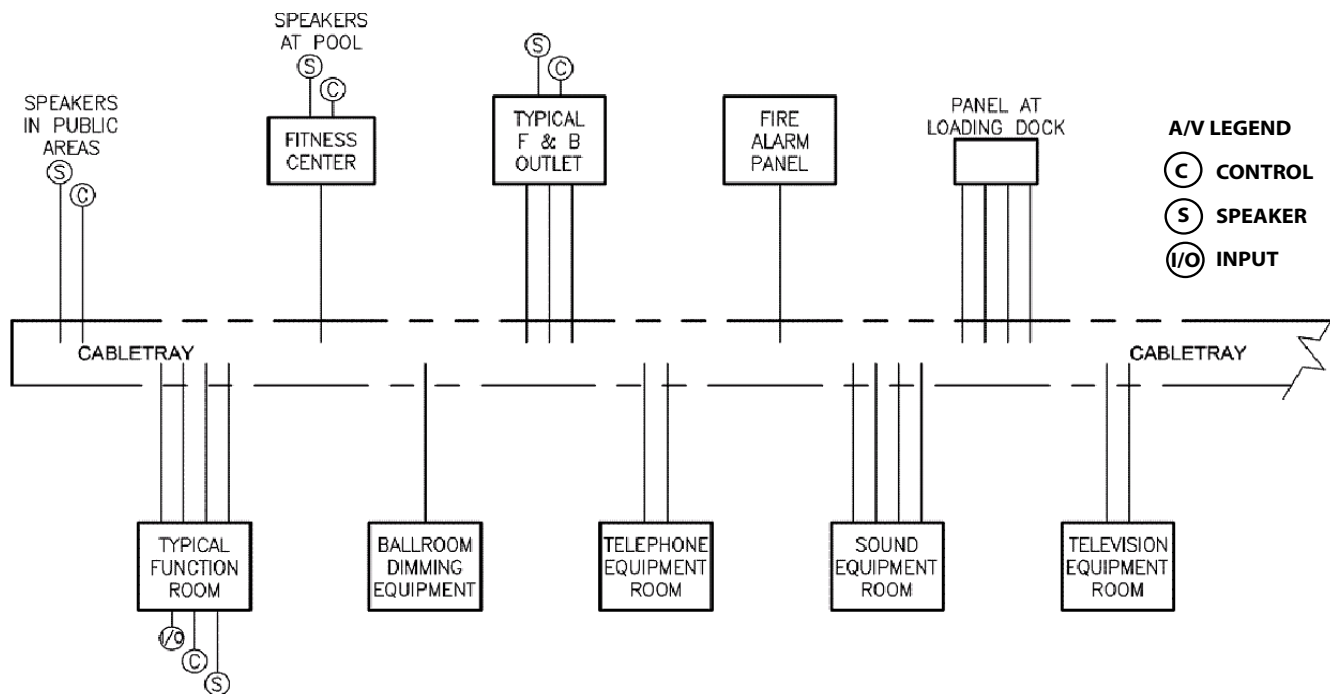 SPEAKERS
AT POOL
S
C
S
C
SPEAKERS
IN PUBLIC
AREAS
S
C
FITNESS
CENTER
TYPICAL
F & B
OUTLET
FIRE
ALARM
PANEL
PANEL AT
LOADING DOCK
A/V LEGEND
C CONTROL
S SPEAKER
I/O INPUT
CABLETRAY
CABLETRAY
TYPICAL
FUNCTION
ROOM
I/O
C
S
BALLROOM
DIMMING
EQUIPMENT
TELEPHONE
EQUIPMENT
ROOM
SOUND
EQUIPMENT
ROOM
TELEVISION
EQUIPMENT
ROOM